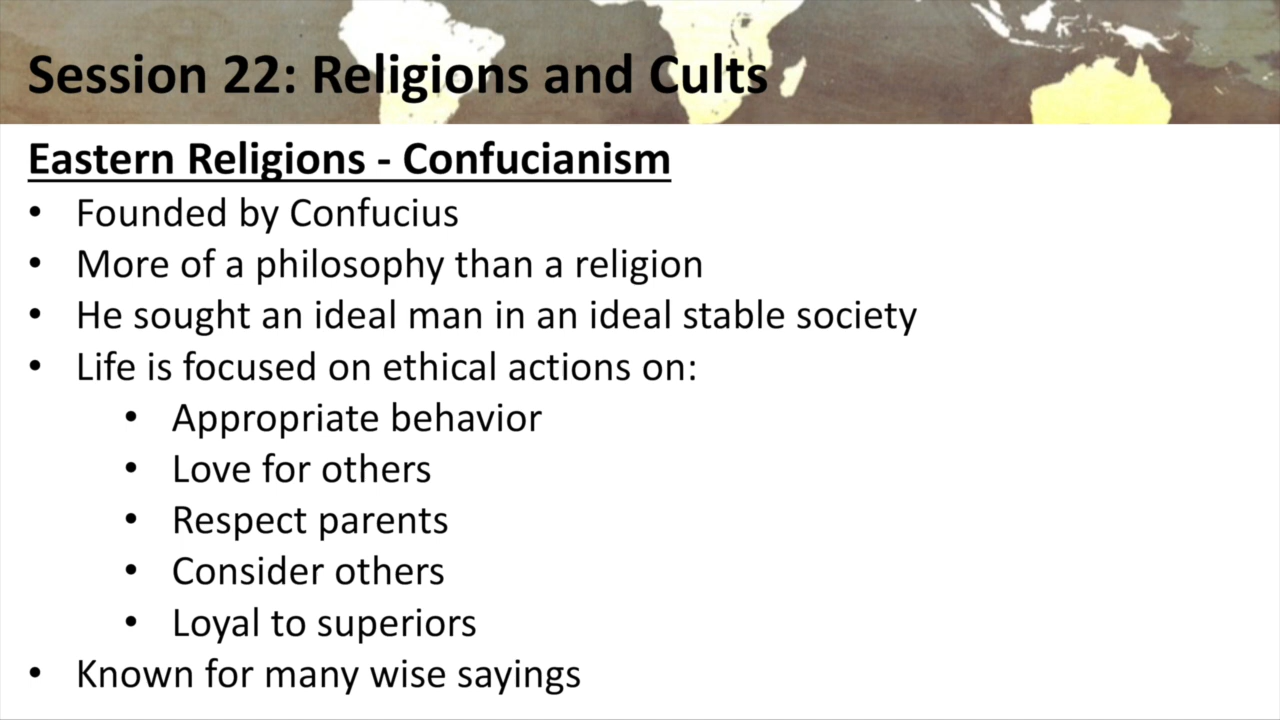 Session 22: Religions and Cults
Eastern Religions - Confucianism
• Founded by Confucius
• More of a philosophy than a religion
• He sought an ideal man in an ideal stable society
• Life is focused on ethical actions on:
• Appropriate behavior
• Love for others
• Respect parents
• Consider others
• Loyal to superiors
• Known for many wise sayings